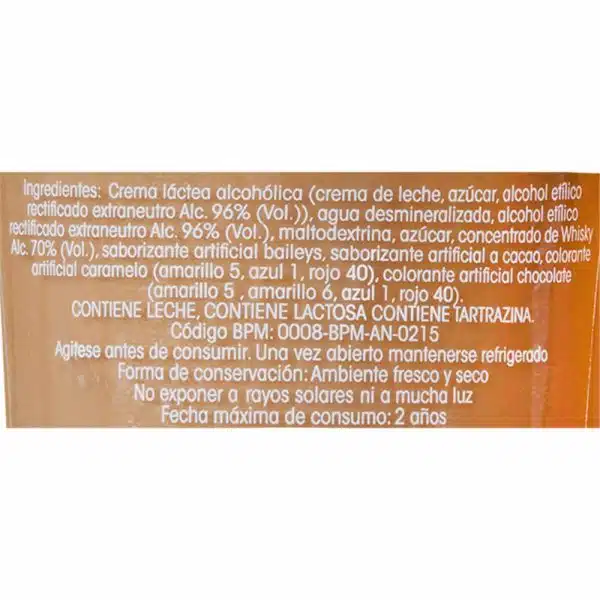 Ingredientes: Crema láctea alcohólica (crema de leche, azúcar, alcohol etílico
rectificado extraneutro Alc. 96% (Vol.)), agua desmineralizada, alcohol etílico
rectificado extraneutro Alc. 96% (Vol.), maltodextrina, azúcar, concentrado de Whisky
Alc. 70% (Vol.), saborizante artificial baileys, saborizante artificial a cacao, colorante
artificial caramelo (amarillo 5, azul 1, rojo 40), colorante artificial chocolate
(amarillo 5 , amarillo 6, azul 1, rojo 40).
CONTIENE LECHE, CONTIENE LACTOSA CONTIENE TARTRAZINA.
Código BPM: 0008-BPM-AN-0215
Agitese antes de consumir. Una vez abierto mantenerse refrigerado
Forma de conservación: Ambiente fresco y seco
No exponer a rayos solares ni a mucha luz
Fecha máxima de consumo: 2 años